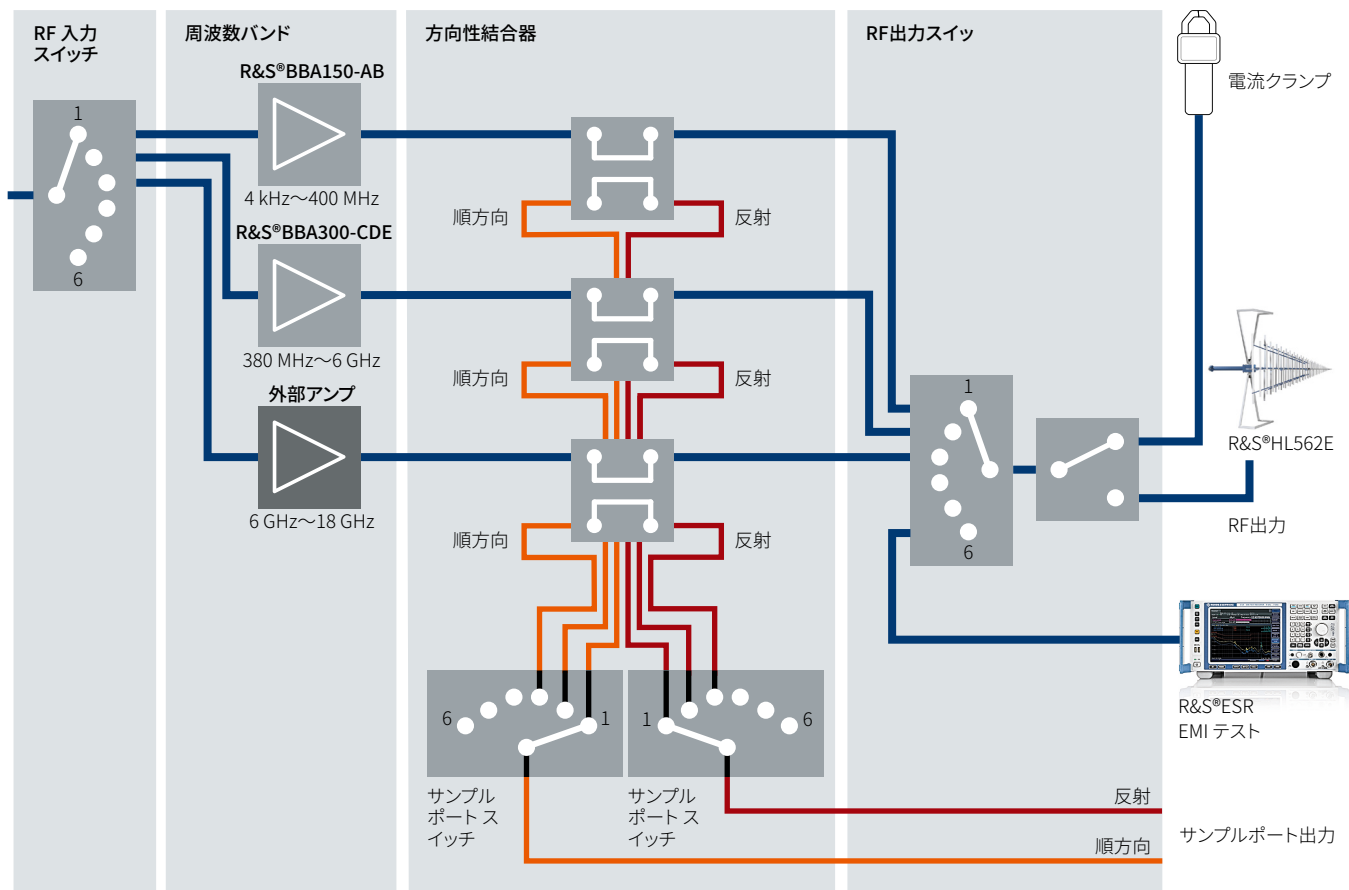 RF 入力
スイッチ
周波数バンド
方向性結合器
RF出力スイッ
1
6
R&S®BBA150-AB
4 kHz～400 MHz
R&S®BBA300-CDE
380 MHz～6 GHz
外部アンプ
6 GHz～18 GHz
順方向
反射
順方向
反射
順方向
反射
6
1
1
6
サンプル
ポート ス
イッチ
サンプル
ポート ス
イッチ
1
6
電流クランプ
R&S®HL562E
RF出力
R&S®ESR
EMI テスト
反射
順方向
サンプルポート出力